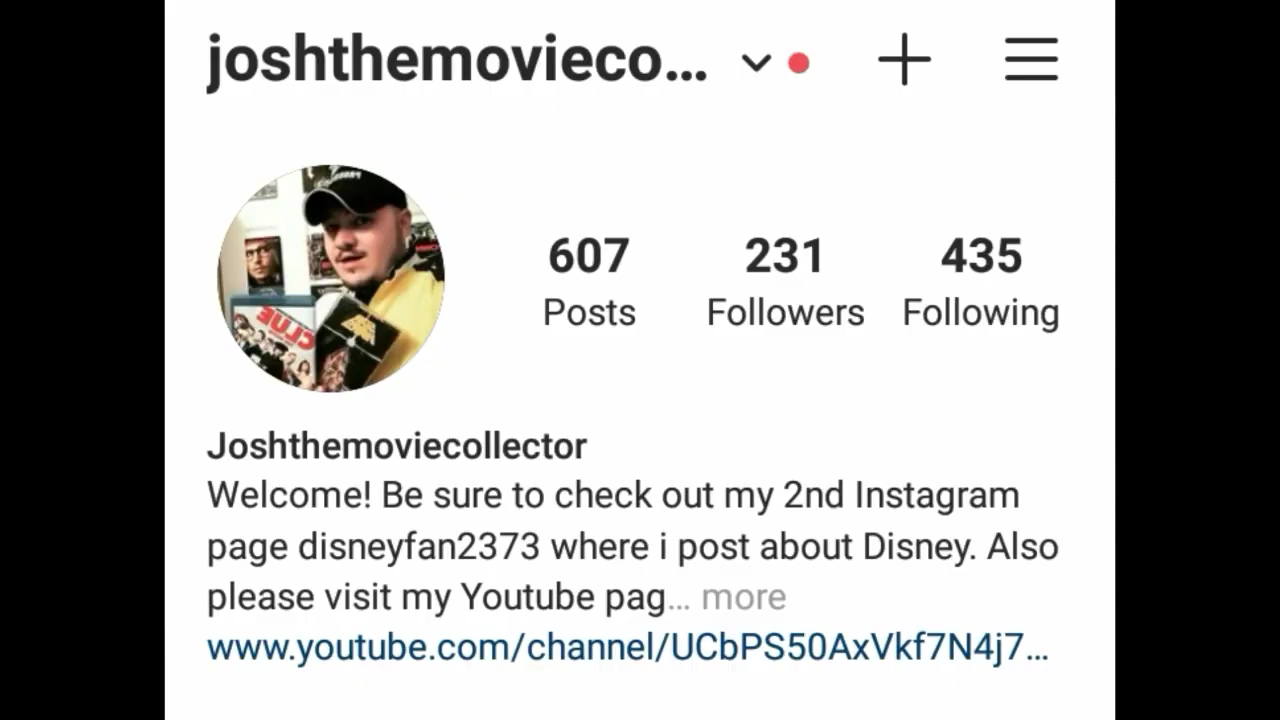 joshthemovieco...
607
231
435
Posts
Followers
Following
CLUE
Joshthemoviecollector
Welcome! Be sure to check out my 2nd Instagram
page disneyfan2373 where i post about Disney. Also
please visit my Youtube pag... more
www.youtube.com/channel/UCbPS50AxVkf7N4j7...